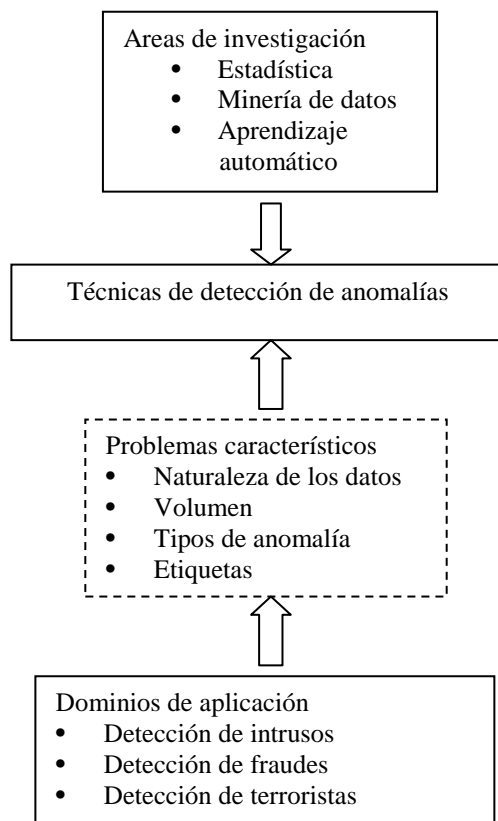 Areas de investigación
• Estadística
• Minería de datos
• Aprendizaje
automático
Técnicas de detección de anomalías
Problemas característicos
• Naturaleza de los datos
• Volumen
• Tipos de anomalía
• Etiquetas
Dominios de aplicación
• Detección de intrusos
• Detección de fraudes
• Detección de terroristas